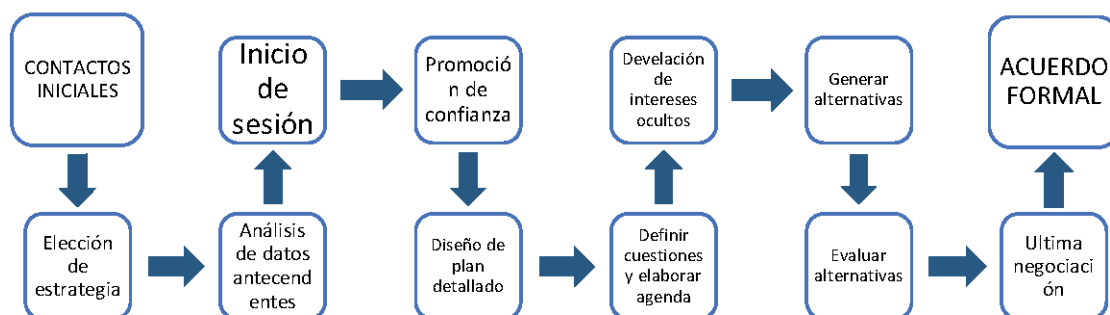 CONTACTOS
INICIALES
Elección
de
estrategia
Análisis
de datos
antecend
entes
Inicio
de
sesión
Promoció
n de
confianza
Diseño de
plan
detallado
Definir
cuestiones
y elaborar
agenda
Develación
de
intereses
ocultos
Generar
alternativas
Evaluar
alternativas
Ultima
negociaci
ón
ACUERDO
FORMAL